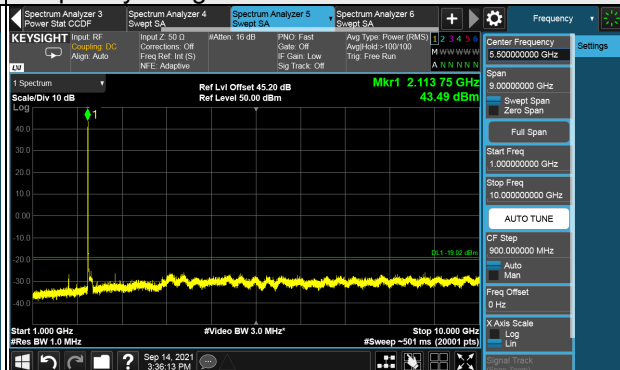 Spectrum Analyzer 3
Power Stat CCDF
Spectrum Analyzer 4
Swept SA
Spectrum Analyzer 5
Swept SA
Spectrum Analyzer 6
Swept SA
+
Frequency
KEYSIGHT
Input: RF
Coupling: DC
Align: Auto
LXI
Input Z: 50 Ω
Corrections: Off
Freq Ref: Int (S)
NFE: Adaptive
#Atten: 16 dB
PNO: Fast
Gate: Off
IF Gain: Low
Sig Track: Off
Avg Type: Power (RMS)
Avg|Hold:>100/100
Trig: Free Run
1 2 3 4 5 6
M W W W W W
A N N N N N
1 Spectrum
Scale/Div 10 dB
Ref Lvl Offset 45.20 dB
Ref Level 50.00 dBm
Mkr1 2.113 75 GHz
43.49 dBm
Log
1
40.0
30.0
20.0
10.0
0.00
-10.0
-20.0
-30.0
-40.0
DL1 -19.02 dBm
Start 1.000 GHz
#Res BW 1.0 MHz
#Video BW 3.0 MHz*
Stop 10.000 GHz
#Sweep ~501 ms (20001 pts)
Center Frequency
5.500000000 GHz
Settings
Span
9.00000000 GHz
Swept Span
Zero Span
Full Span
Start Freq
1.000000000 GHz
Stop Freq
10.000000000 GHz
AUTO TUNE
CF Step
900.000000 MHz
Auto
Man
Freq Offset
0 Hz
X Axis Scale
Log
Lin
Signal Track
?
Sep 14, 2021
3:36:13 PM